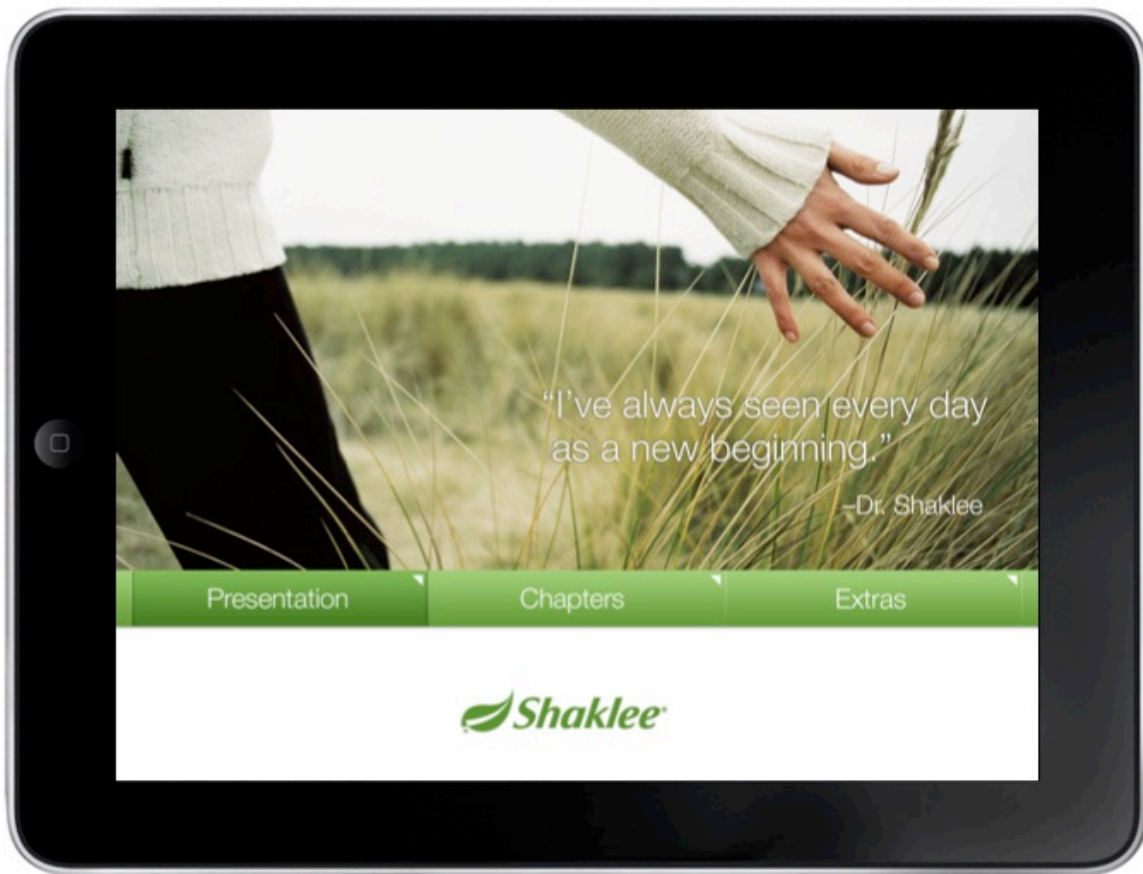 “I’ve always seen every day
as a new beginning.”
–Dr. Shaklee
Presentation
Chapters
Extras
Shaklee®